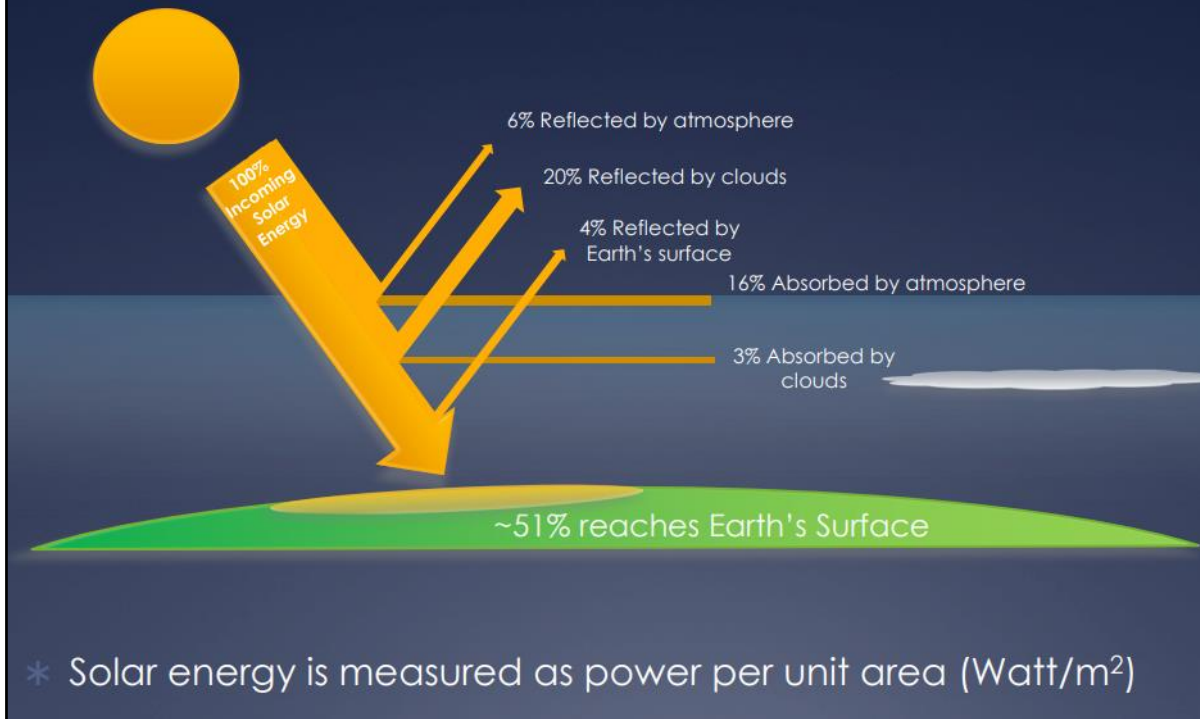 100%
Incoming
Solar
Energy
6% Reflected by atmosphere
20% Reflected by clouds
4% Reflected by
Earth’s surface
16% Absorbed by atmosphere
3% Absorbed by
clouds
~51% reaches Earth’s Surface
* Solar energy is measured as power per unit area (Watt/m²)